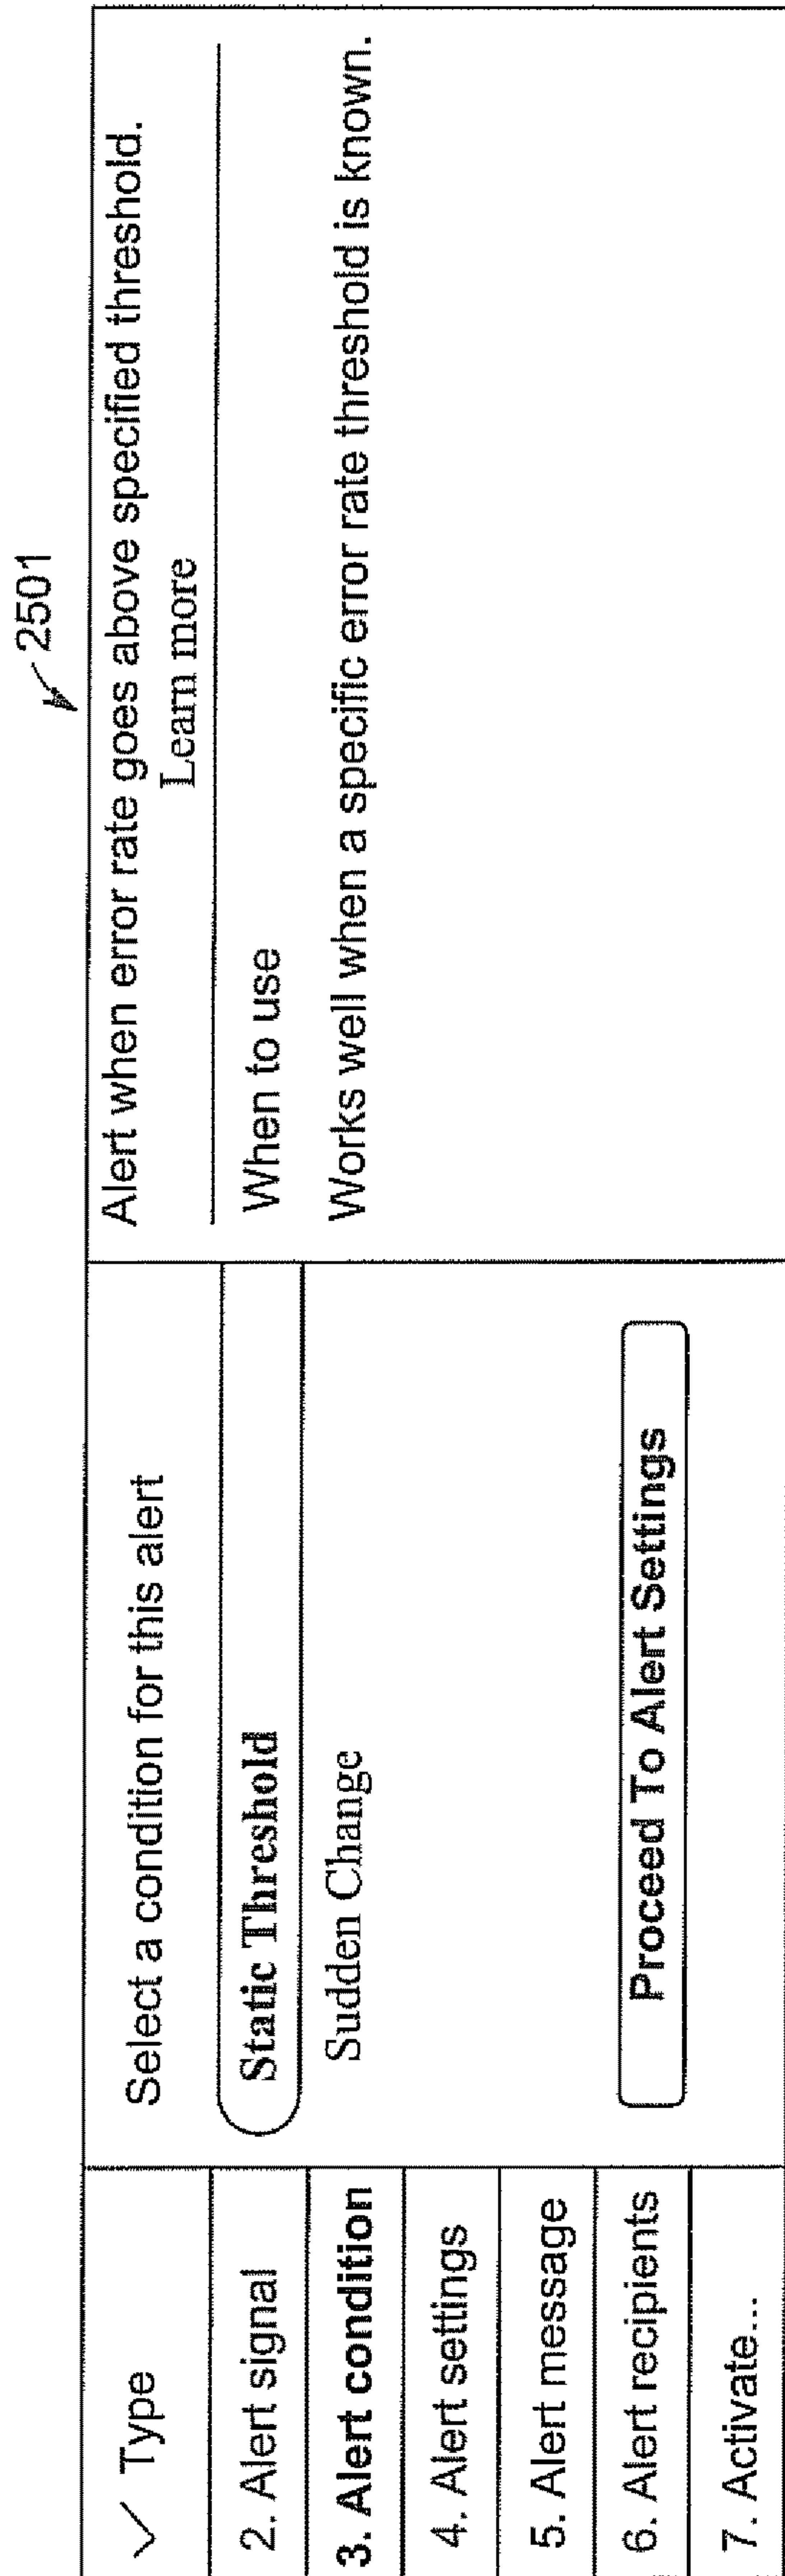 2501
✓ Type
2. Alert signal
3. Alert condition
4. Alert settings
5. Alert message
6. Alert recipients
7. Activate...
Select a condition for this alert
Static Threshold
Sudden Change
Proceed To Alert Settings
Alert when error rate goes above specified threshold.
Learn more
When to use
Works well when a specific error rate threshold is known.